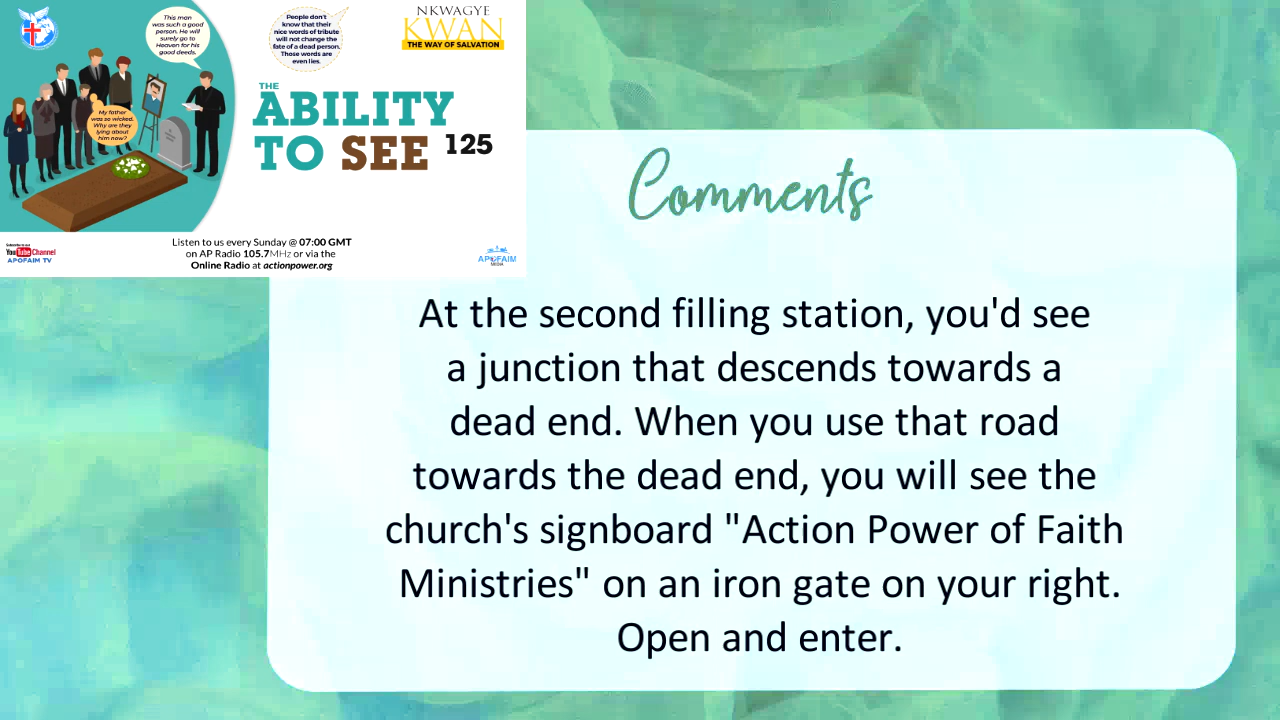 This man
was such a good
person. He will
surely go to
Heaven for his
good deeds.
People don't
know that their
nice words of tribute
will not change the
fate of a dead person.
Those words are
even lies.
NKWAGYE
KWAN
THE WAY OF SALVATION
My father
was so wicked.
Why are they
lying about
him now?
THE
ABILITY
TO SEE 125
YouTube Channel
APOFAIM TV
Listen to us every Sunday @ 07:00 GMT
on AP Radio 105.7MHz or via the
Online Radio at actionpower.org
APOFAIM
MEDIA
Comments
At the second filling station, you'd see
a junction that descends towards a
dead end. When you use that road
towards the dead end, you will see the
church's signboard "Action Power of Faith
Ministries" on an iron gate on your right.
Open and enter.